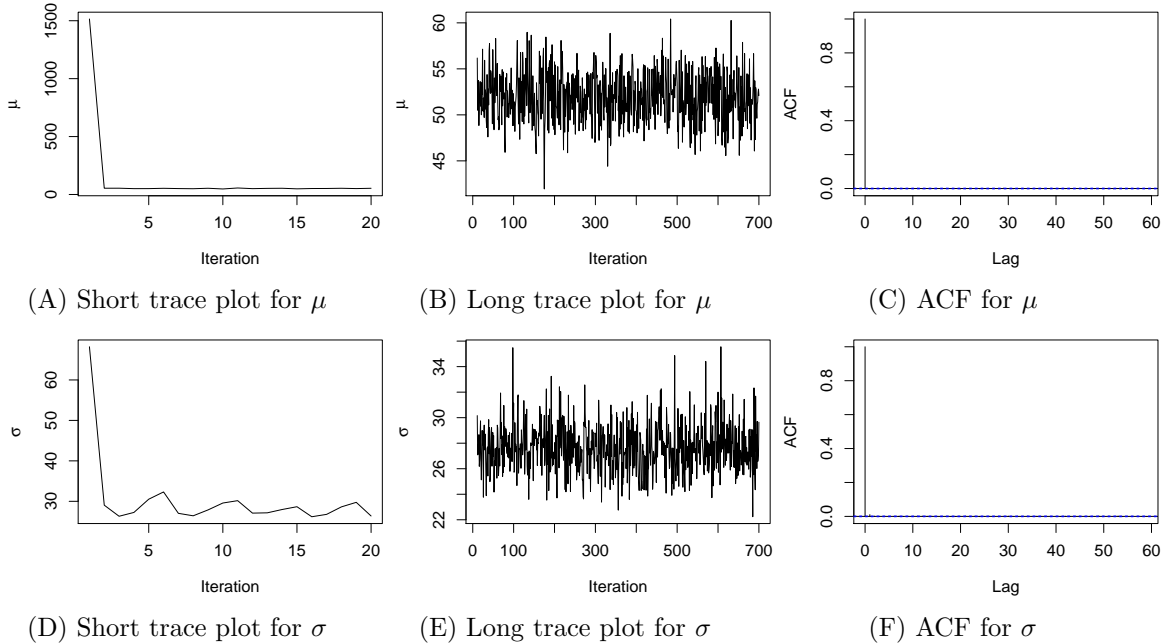 μ
0 500 1000 1500
5 10 15 20
Iteration
(A) Short trace plot for μ
μ
45 50 55 60
0 100 300 500 700
Iteration
(B) Long trace plot for μ
ACF
0.0 0.4 0.8
0 10 20 30 40 50 60
Lag
(C) ACF for μ
σ
30 40 50 60
5 10 15 20
Iteration
(D) Short trace plot for σ
σ
22 26 30 34
0 100 300 500 700
Iteration
(E) Long trace plot for σ
ACF
0.0 0.4 0.8
0 10 20 30 40 50 60
Lag
(F) ACF for σ